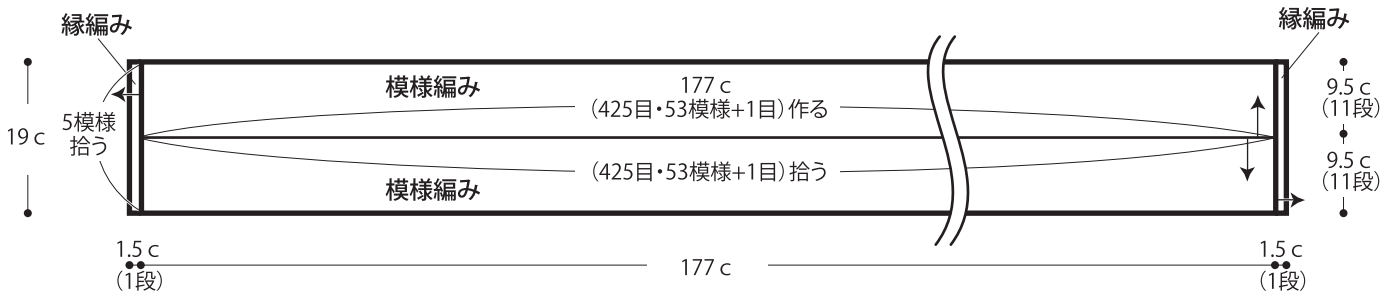 縁編み
縁編み
模様編み
177 c
(425目・53模様+1目)作る
9.5 c
(11段)
19 c
5模様
拾う
(425目・53模様+1目)拾う
9.5 c
(11段)
模様編み
1.5 c
(1段)
177 c
1.5 c
(1段)